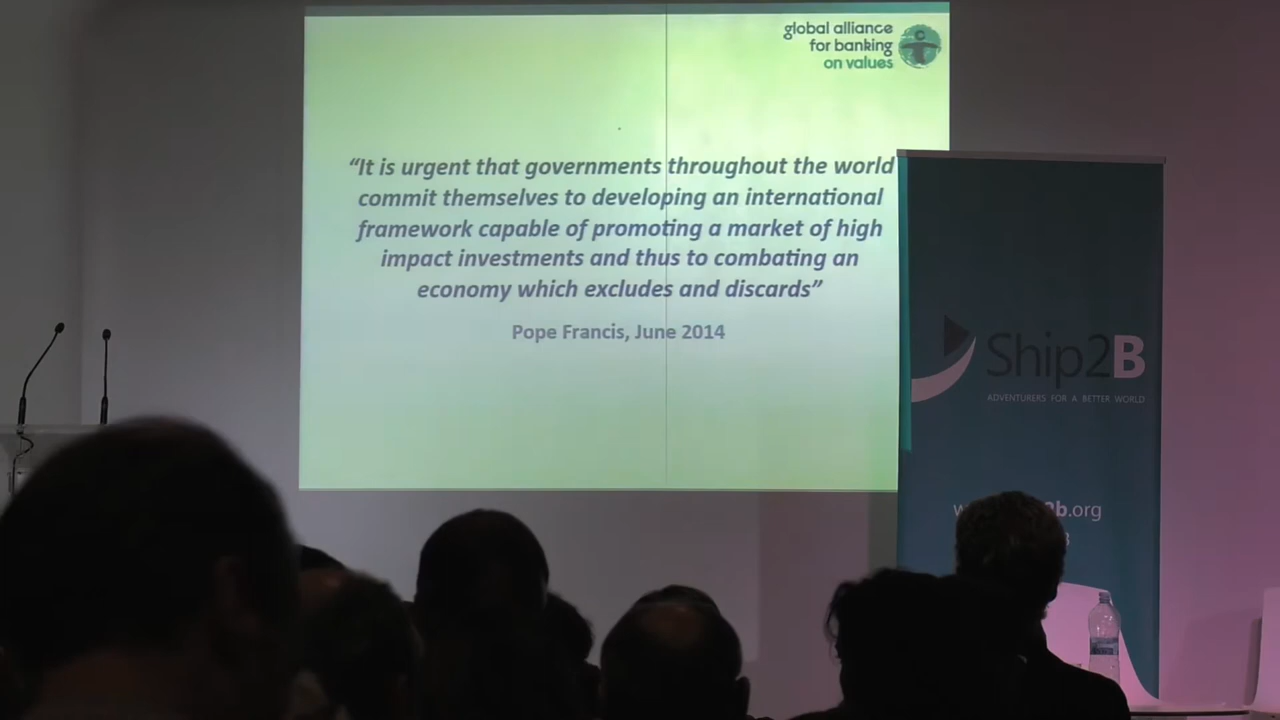 global alliance
for banking
on values
“It is urgent that governments throughout the world
commit themselves to developing an international
framework capable of promoting a market of high
impact investments and thus to combating an
economy which excludes and discards”
Pope Francis, June 2014
Ship2B
ADVENTURERS FOR A BETTER WORLD
2b.org